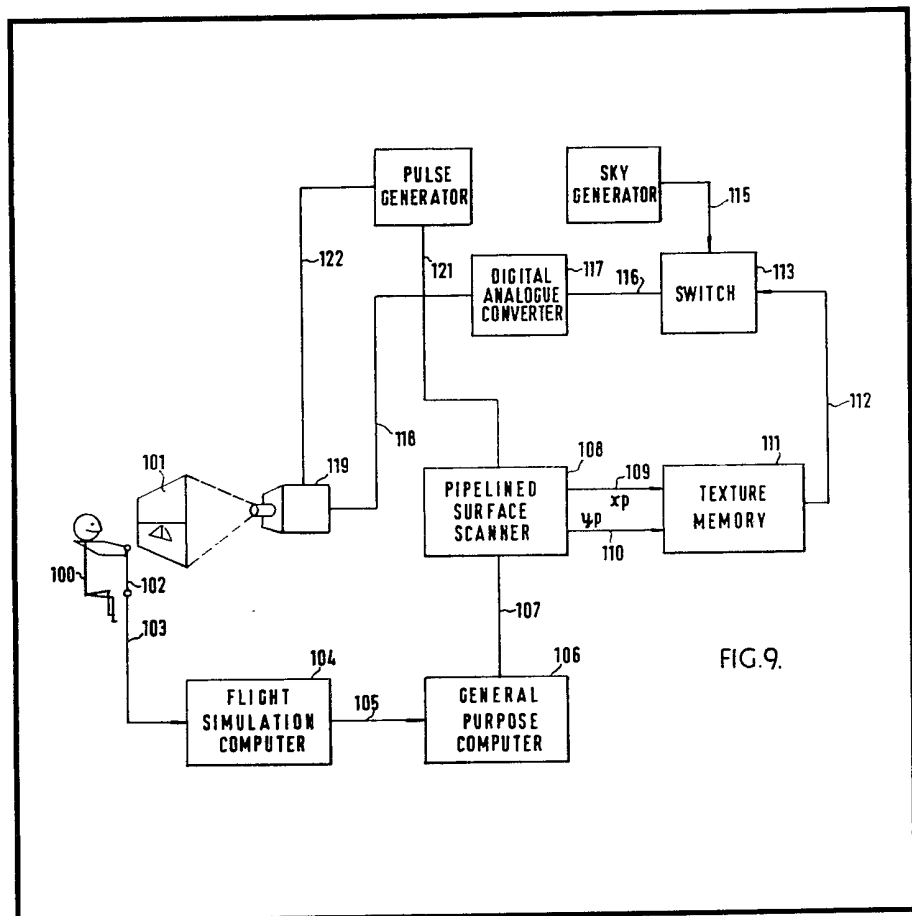 PULSE
GENERATOR
SKY
GENERATOR
115
122
121
DIGITAL
ANALOGUE
CONVERTER
117
116
SWITCH
113
118
112
101
119
108
PIPELINED
SURFACE
SCANNER
109
xp
yp
110
111
TEXTURE
MEMORY
100
102
103
107
FIG.9.
104
FLIGHT
SIMULATION
COMPUTER
105
106
GENERAL
PURPOSE
COMPUTER